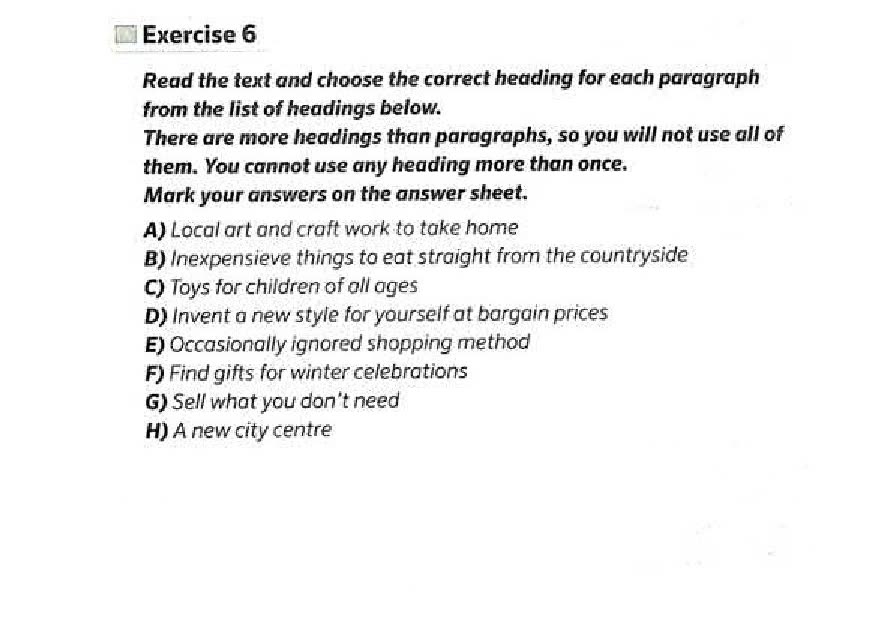 Exercise 6
Read the text and choose the correct heading for each paragraph
from the list of headings below.
There are more headings than paragraphs, so you will not use all of
them. You cannot use any heading more than once.
Mark your answers on the answer sheet.
A) Local art and craft work to take home
B) Inexpensieve things to eat straight from the countryside
C) Toys for children of all ages
D) Invent a new style for yourself at bargain prices
E) Occasionally ignored shopping method
F) Find gifts for winter celebrations
G) Sell what you don't need
H) A new city centre